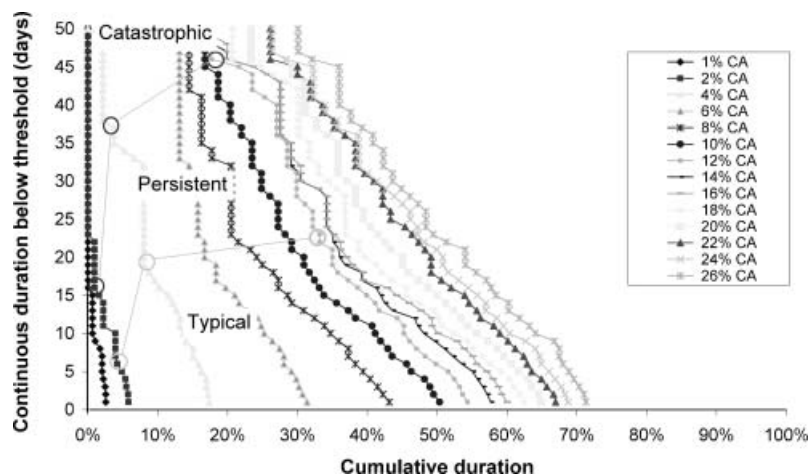 Continuous duration below threshold (days)
50
45
40
35
30
25
20
15
10
5
0
Catastrophic
Persistent
Typical
1% CA
2% CA
4% CA
6% CA
8% CA
10% CA
12% CA
14% CA
16% CA
18% CA
20% CA
22% CA
24% CA
26% CA
0% 10% 20% 30% 40% 50% 60% 70% 80% 90% 100%
Cumulative duration